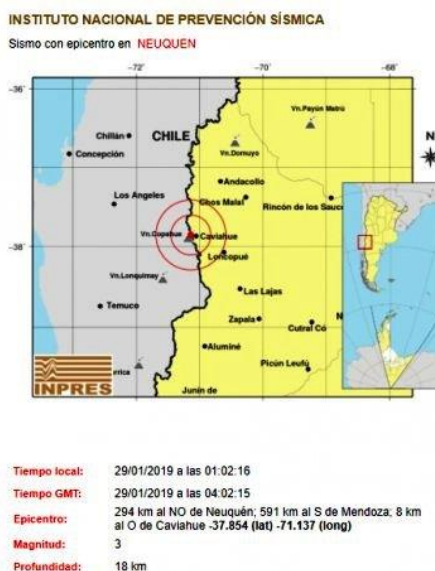 INSTITUTO NACIONAL DE PREVENCIÓN SÍSMICA
Sismo con epicentro en NEUQUEN
-72° -70° -68°
-36°
Vn.Payún Matrú
Chillán
CHILE
N
Concepción
Vn.Domuyo
Andacollo
Los Angeles
Chos Malal
Rincón de los Sauc
-38°
Vn.Copahue
Caviahue
Loncopué
Vn.Lonquimay
Las Lajas
Temuco
Zapala
N
Cutral Có
Aluminé
Picún Leufú
INPRES
rrica
Junín de
Tiempo local: 29/01/2019 a las 01:02:16
Tiempo GMT: 29/01/2019 a las 04:02:15
Epicentro: 294 km al NO de Neuquén; 591 km al S de Mendoza; 8 km
al O de Caviahue -37.854 (lat) -71.137 (long)
Magnitud: 3
Profundidad: 18 km